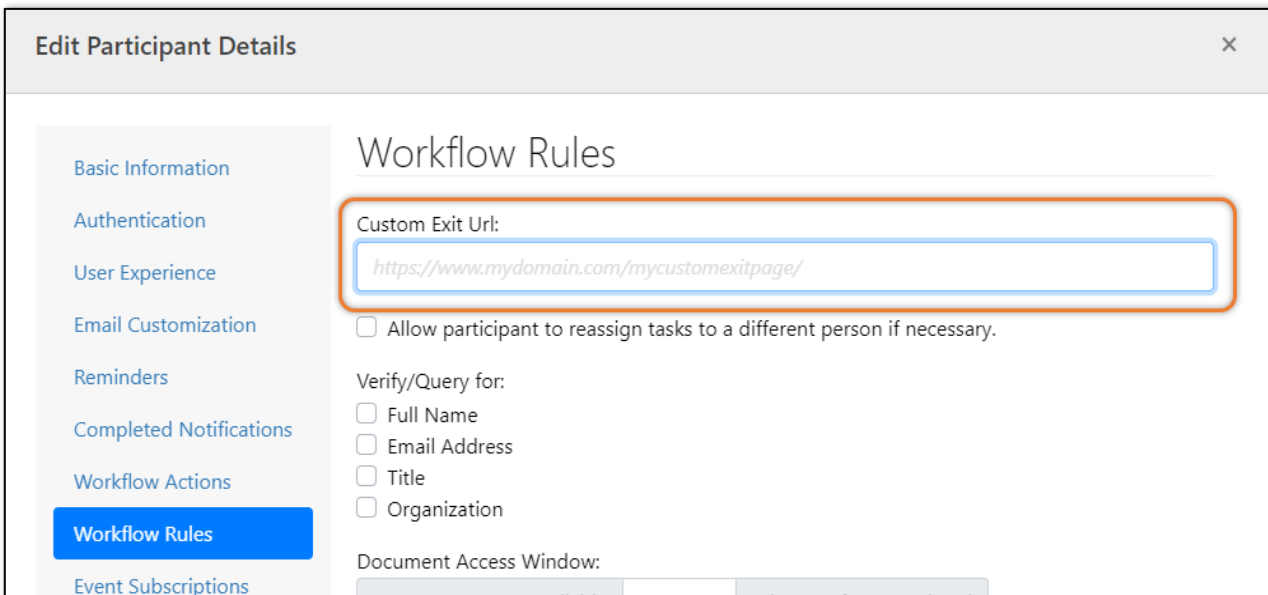 Edit Participant Details
×
Basic Information
Authentication
User Experience
Email Customization
Reminders
Completed Notifications
Workflow Actions
Workflow Rules
Event Subscriptions
Workflow Rules
Custom Exit Url:
https://www.mydomain.com/mycustomexitpage/
Allow participant to reassign tasks to a different person if necessary.
Verify/Query for:
Full Name
Email Address
Title
Organization
Document Access Window: